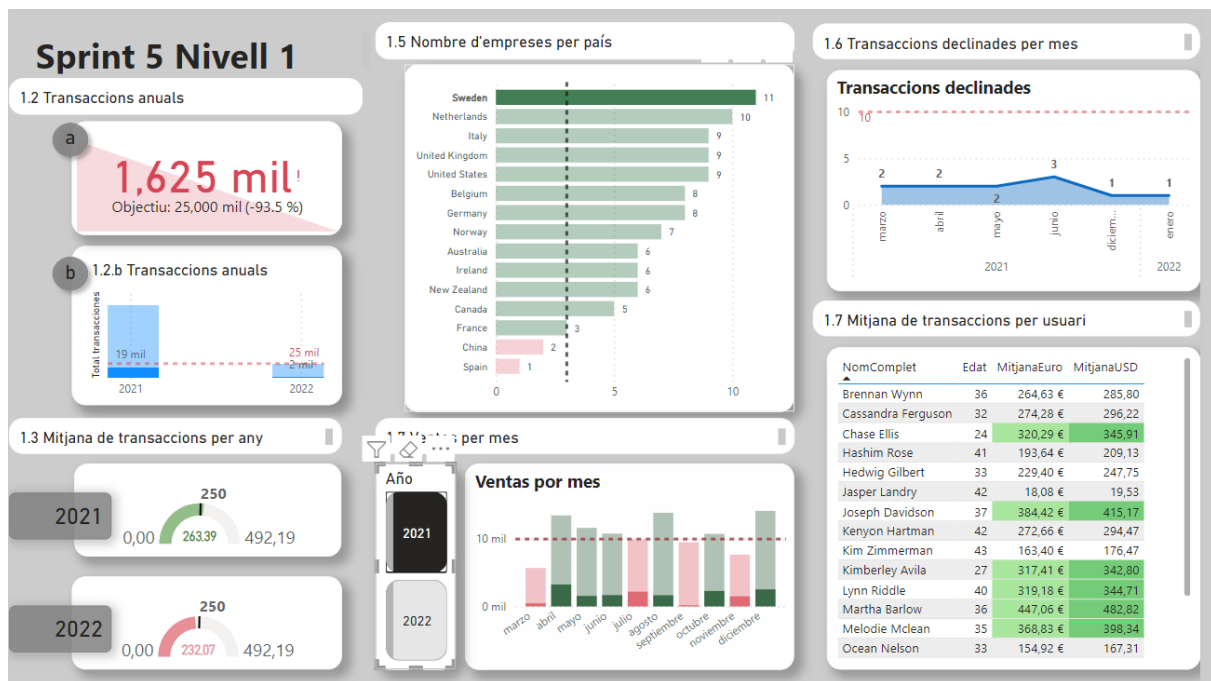 Sprint 5 Nivell 1
1.2 Transaccions anuals
a
1,625 mil!
Objectiu: 25,000 mil (-93.5 %)
b
1.2.b Transaccions anuals
Total transacciones
19 mil
25 mil
2 mil
2021
2022
1.3 Mitjana de transaccions per any
2021
250
0,00
263.39
492,19
2022
250
0,00
232.07
492,19
1.5 Nombre d'empreses per país
Sweden 11
Netherlands 10
Italy 9
United Kingdom 9
United States 9
Belgium 8
Germany 8
Norway 7
Australia 6
Ireland 6
New Zealand 6
Canada 5
France 3
China 2
Spain 1
0 5 10
per mes
Año
2021
2022
Ventas por mes
10 mil
0 mil
marzo abril mayo junio julio agosto septiembre octubre noviembre diciembre
1.6 Transaccions declinades per mes
Transaccions declinades
10
10
5
0
2 2 2 3 1 1
marzo abril mayo junio diciem... enero
2021 2022
1.7 Mitjana de transaccions per usuari
NomComplet Edat MitjanaEuro MitjanaUSD
Brennan Wynn 36 264,63 € 285,80
Cassandra Ferguson 32 274,28 € 296,22
Chase Ellis 24 320,29 € 345,91
Hashim Rose 41 193,64 € 209,13
Hedwig Gilbert 33 229,40 € 247,75
Jasper Landry 42 18,08 € 19,53
Joseph Davidson 37 384,42 € 415,17
Kenyon Hartman 42 272,66 € 294,47
Kim Zimmerman 43 163,40 € 176,47
Kimberley Avila 27 317,41 € 342,80
Lynn Riddle 40 319,18 € 344,71
Martha Barlow 36 447,06 € 482,82
Melodie Mclean 35 368,83 € 398,34
Ocean Nelson 33 154,92 € 167,31